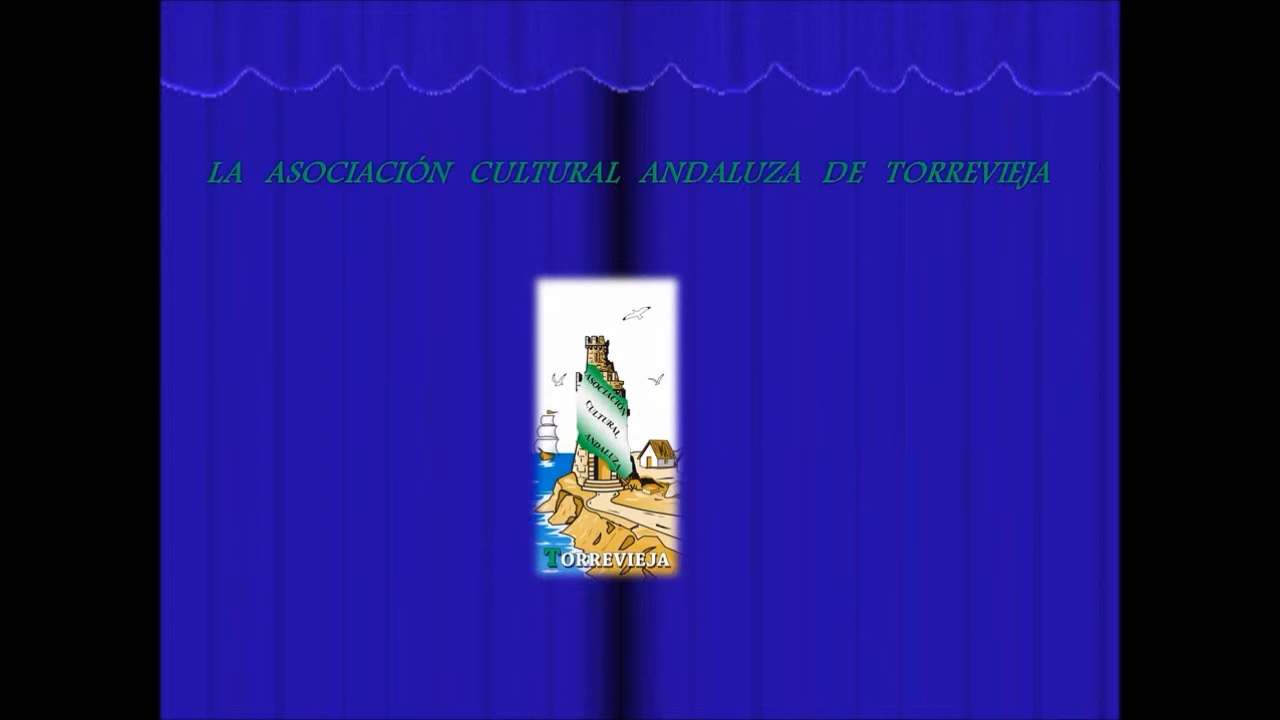 LA ASOCIACIÓN CULTURAL ANDALUZA DE TORREVIEJA
ASOCIACIÓN
CULTURAL
ANDALUZA
TORREVIEJA